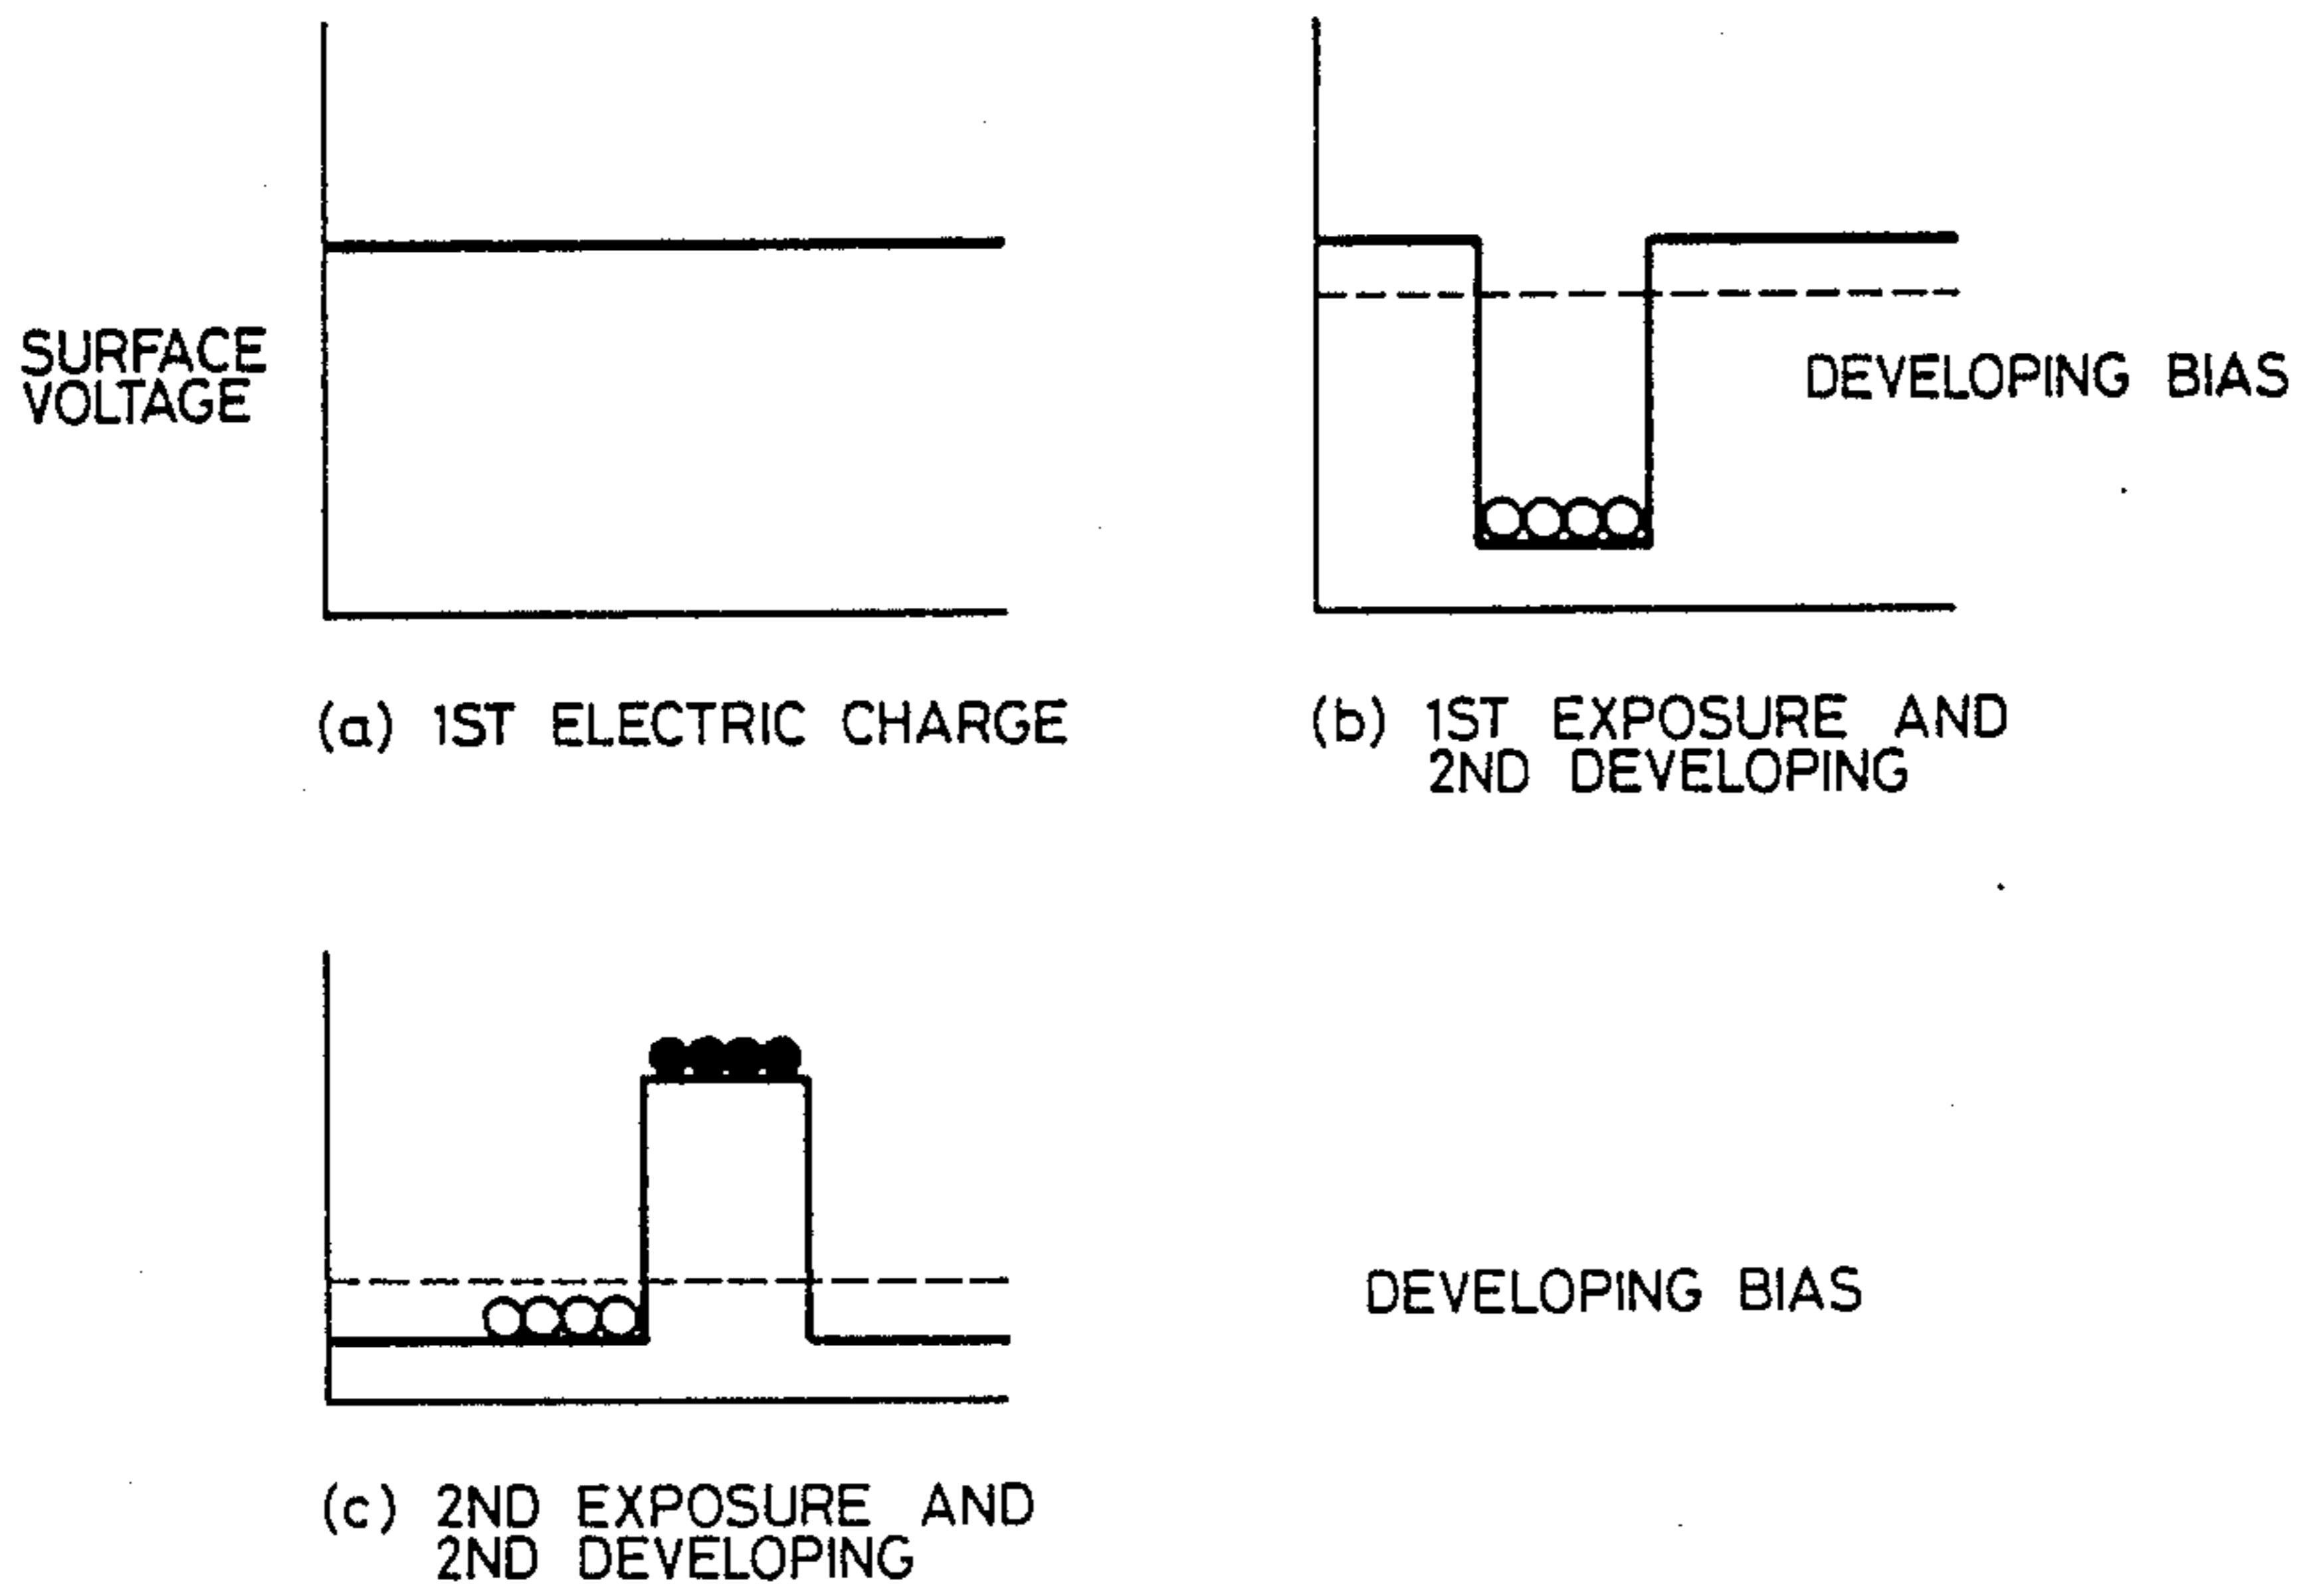 SURFACE
VOLTAGE
DEVELOPING BIAS
(a) 1ST ELECTRIC CHARGE
(b) 1ST EXPOSURE AND
2ND DEVELOPING
DEVELOPING BIAS
(c) 2ND EXPOSURE AND
2ND DEVELOPING